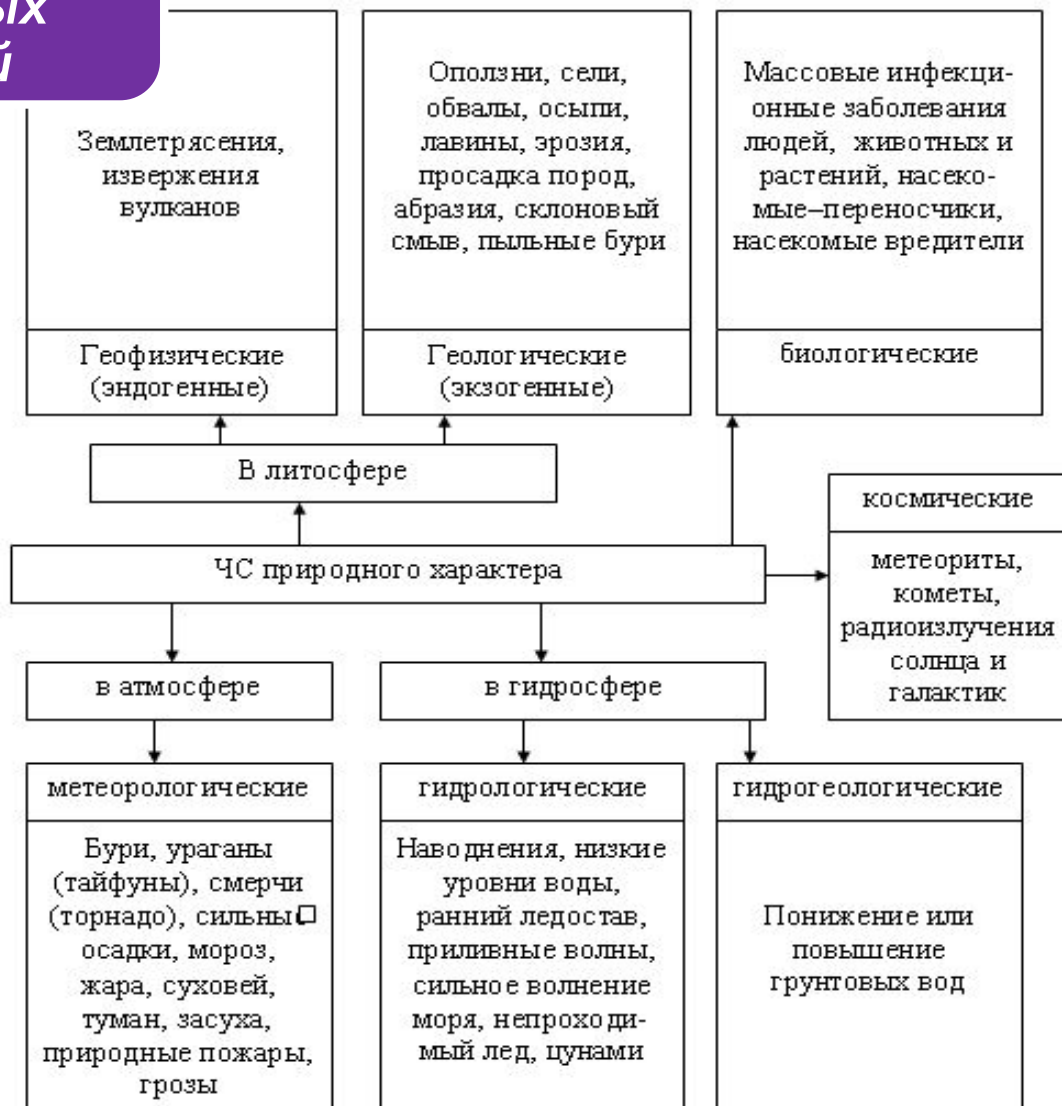 ых
й
Землетрясения,
извержения
вулканов
Геофизические
(эндогенные)
Оползни, сели,
обвалы, осыпи,
лавины, эрозия,
просадка пород,
абразия, склоновый
смыв, пыльные бури
Геологические
(экзогенные)
Массовые инфекци-
онные заболевания
людей, животных и
растений, насеко-
мые–переносчики,
насекомые вредители
биологические
В литосфере
ЧС природного характера
космические
метеориты,
кометы,
радиоизлучения
солнца и
галактик
в атмосфере
в гидросфере
метеорологические
Бури, ураганы
(тайфуны), смерчи
(торнадо), сильны
осадки, мороз,
жара, суховей,
туман, засуха,
природные пожары,
грозы
гидрологические
Наводнения, низкие
уровни воды,
ранний ледостав,
приливные волны,
сильное волнение
моря, непроходи-
мый лед, цунами
гидрогеологические
Понижение или
повышение
грунтовых вод